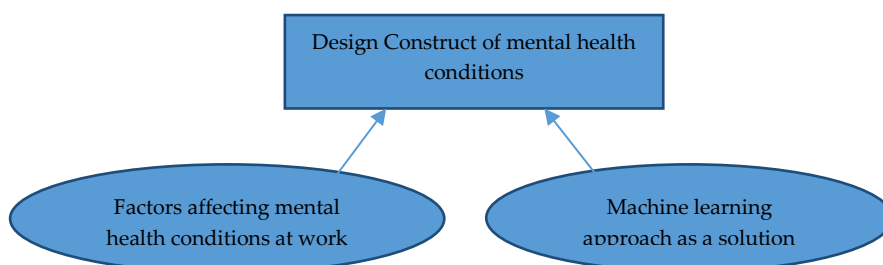 Design Construct of mental health
conditions
Factors affecting mental
health conditions at work
Machine learning
approach as a solution